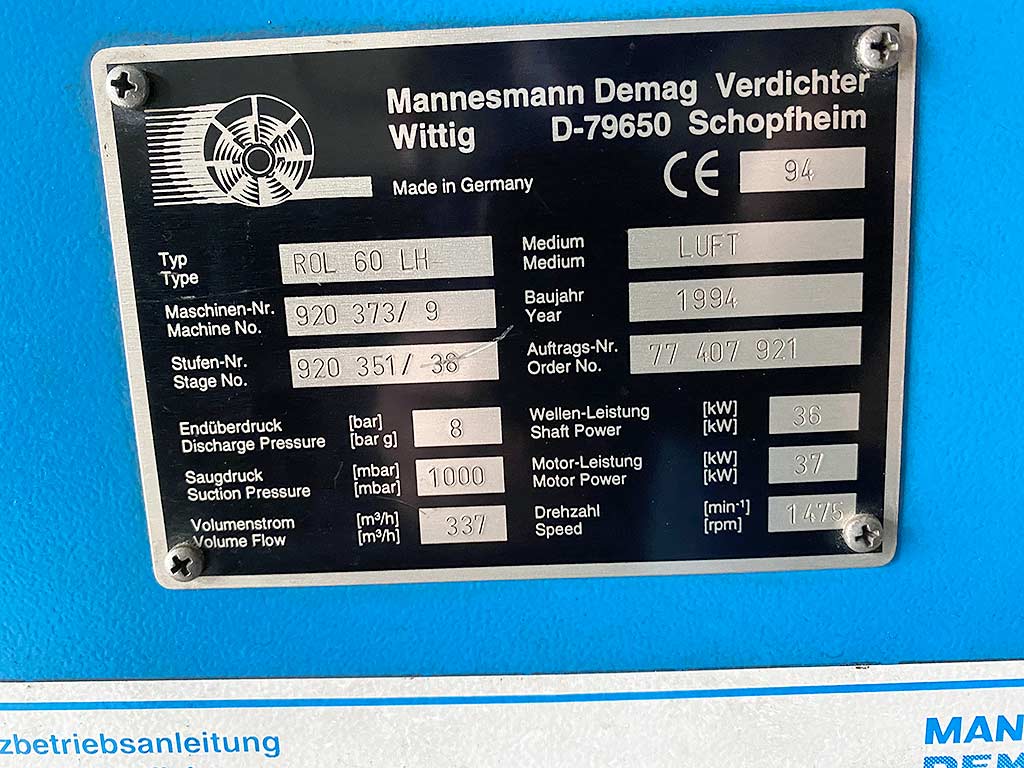 Mannesmann Demag Verdichter
Wittig D-79650 Schopfheim
Made in Germany CE 94
Typ
Type ROL 60 LH
Medium
Medium LUFT
Maschinen-Nr.
Machine No. 920 373/ 9
Baujahr
Year 1994
Stufen-Nr.
Stage No. 920 351/ 38
Auftrags-Nr.
Order No. 77 407 921
Endüberdruck [bar]
Discharge Pressure [bar g] 8
Wellen-Leistung [kW]
Shaft Power [kW] 36
Saugdruck [mbar]
Suction Pressure [mbar] 1000
Motor-Leistung [kW]
Motor Power [kW] 37
Volumenstrom [m³/h]
Volume Flow [m³/h] 337
Drehzahl [min⁻¹]
Speed [rpm] 1475
zbetriebsanleitung
MAN